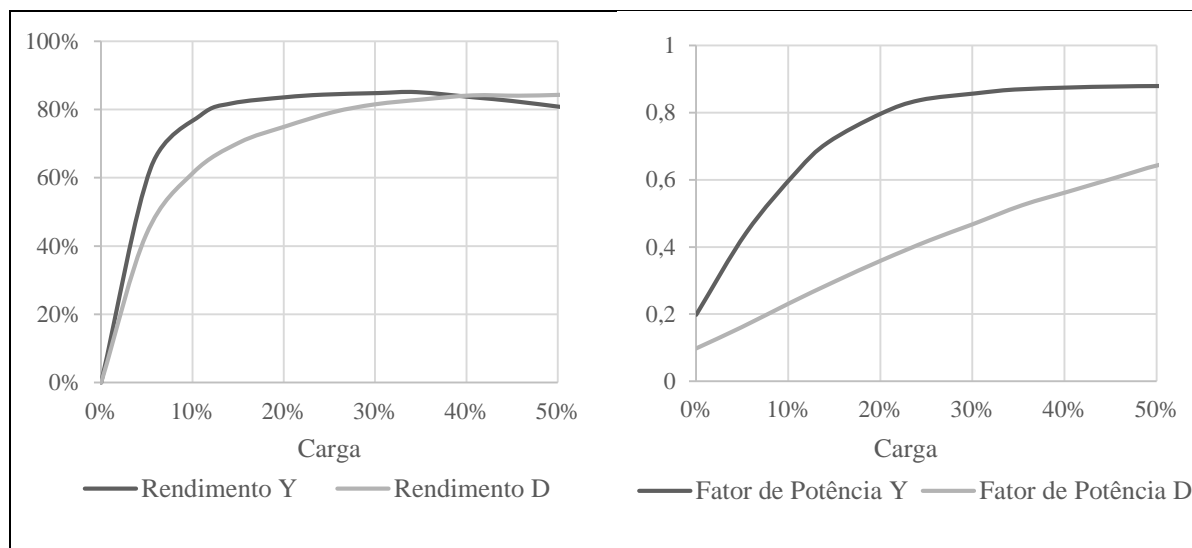 100%
80%
60%
40%
20%
0%
0% 10% 20% 30% 40% 50%
Carga
Rendimento Y Rendimento D
1
0,8
0,6
0,4
0,2
0
0% 10% 20% 30% 40% 50%
Carga
Fator de Potência Y Fator de Potência D